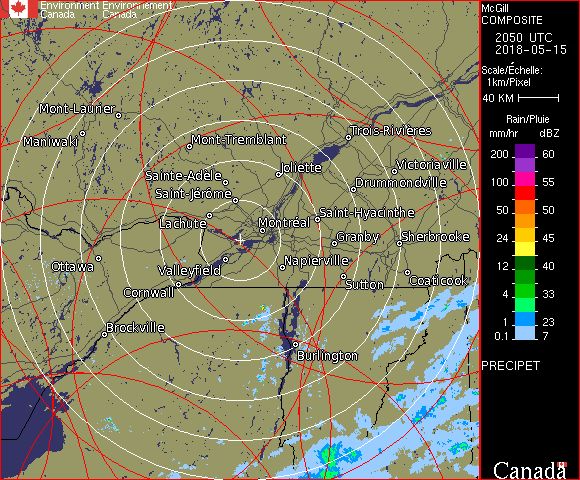 Environment Environnement
Canada Canada
McGill
COMPOSITE
2050 UTC
2018-05-15
Scale/Échelle:
1km/Pixel
40 KM
Rain/Pluie
mm/hr dBZ
200 60
100 55
50 50
24 45
12 40
4 33
1 23
0.1 7
PRECIPET
Canada
Mont-Laurier
Maniwaki
Mont-Tremblant
Trois-Rivières
Sainte-Adèle
Joliette
Victoriaville
Saint-Jérôme
Drummondville
Lachute
Montréal
Saint-Hyacinthe
Granby
Sherbrooke
Ottawa
Valleyfield
Napierville
Cornwall
Sutton
Coaticook
Brockville
Burlington